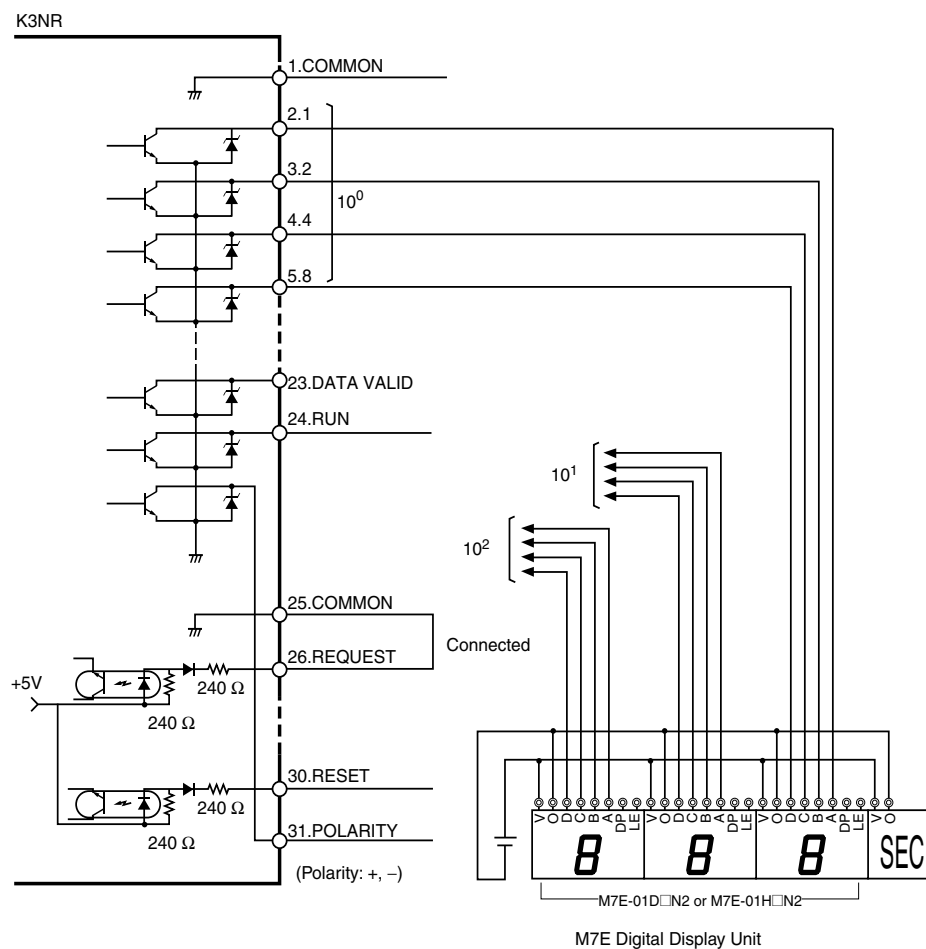 K3NR
1.COMMON
2.1
3.2
10⁰
4.4
5.8
23.DATA VALID
24.RUN
10¹
10²
25.COMMON
Connected
26.REQUEST
+5V
240 Ω
240 Ω
30.RESET
240 Ω
240 Ω
31.POLARITY
(Polarity: +, −)
V O D C B A DP LE V O D C B A DP LE V O D C B A DP LE V O
8 8 8 SEC
M7E-01D□N2 or M7E-01H□N2
M7E Digital Display Unit